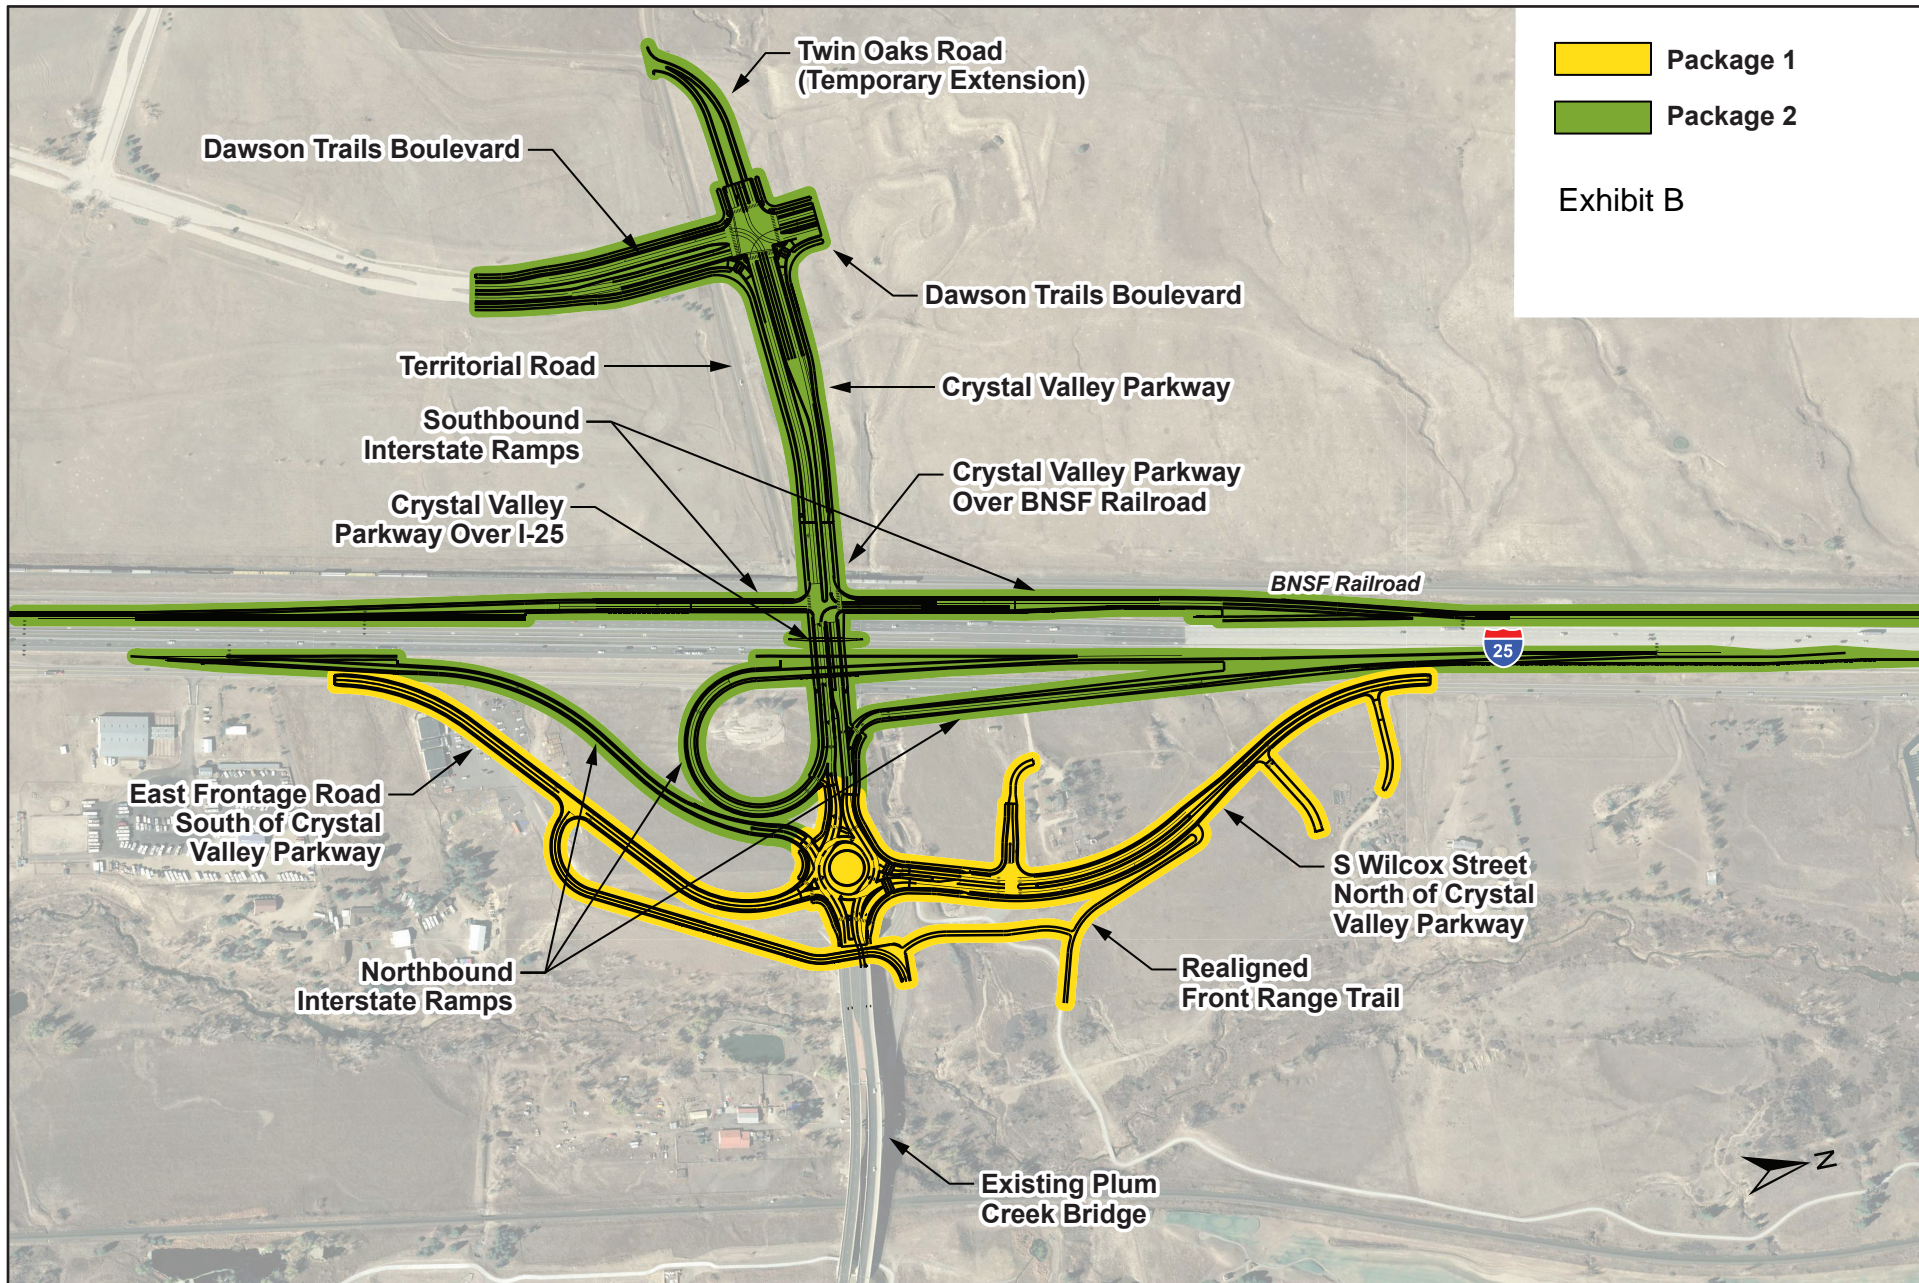 Twin Oaks Road
(Temporary Extension)
Package 1
Package 2
Exhibit B
Dawson Trails Boulevard
Dawson Trails Boulevard
Territorial Road
Crystal Valley Parkway
Southbound
Interstate Ramps
Crystal Valley Parkway
Over BNSF Railroad
Crystal Valley
Parkway Over I-25
BNSF Railroad
25
East Frontage Road
South of Crystal
Valley Parkway
S Wilcox Street
North of Crystal
Valley Parkway
Northbound
Interstate Ramps
Realigned
Front Range Trail
Existing Plum
Creek Bridge
N